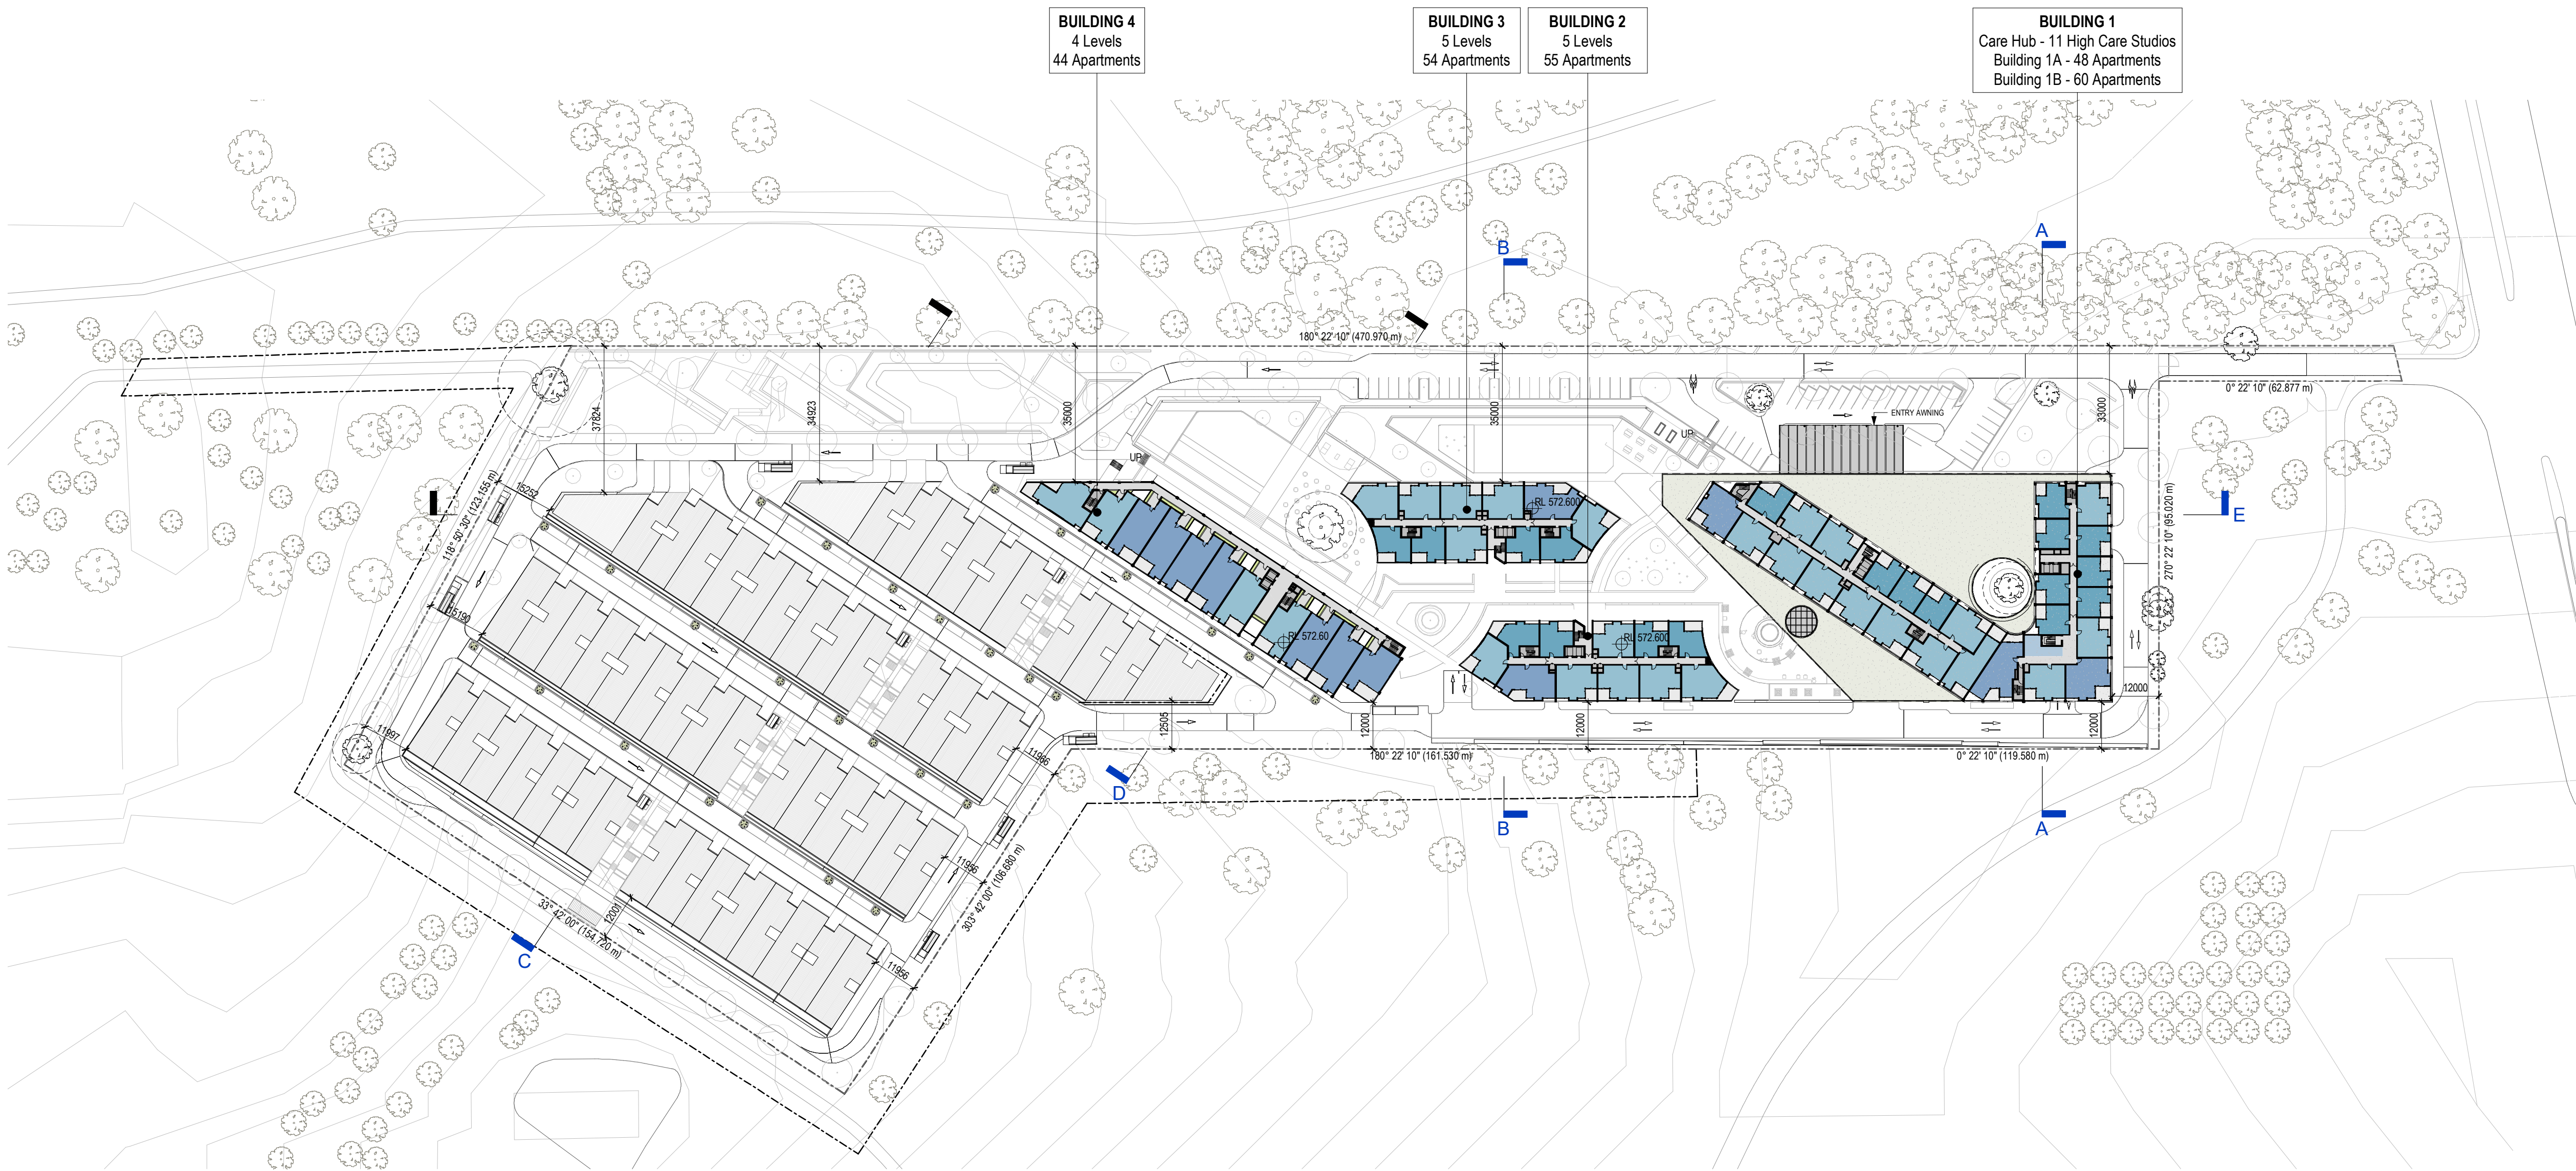 BUILDING 4
4 Levels
44 Apartments
BUILDING 3
5 Levels
54 Apartments
BUILDING 2
5 Levels
55 Apartments
BUILDING 1
Care Hub - 11 High Care Studios
Building 1A - 48 Apartments
Building 1B - 60 Apartments
A
B
180° 22' 10" (470.970 m)
0° 22' 10" (62.877 m)
37824
34923
35000
35000
33000
ENTRY AWNING
UP
UP
118° 50' 30" (123.155 m)
15252
RL 572.600
E
270° 22' 10" (95.020 m)
15190
RL 572.60
RL 572.600
12000
11997
12505
12000
12000
12000
11966
180° 22' 10" (161.530 m)
0° 22' 10" (119.580 m)
D
B
A
11956
303° 42' 00" (106.680 m)
12001
33° 42' 00" (154.720 m)
C
11956